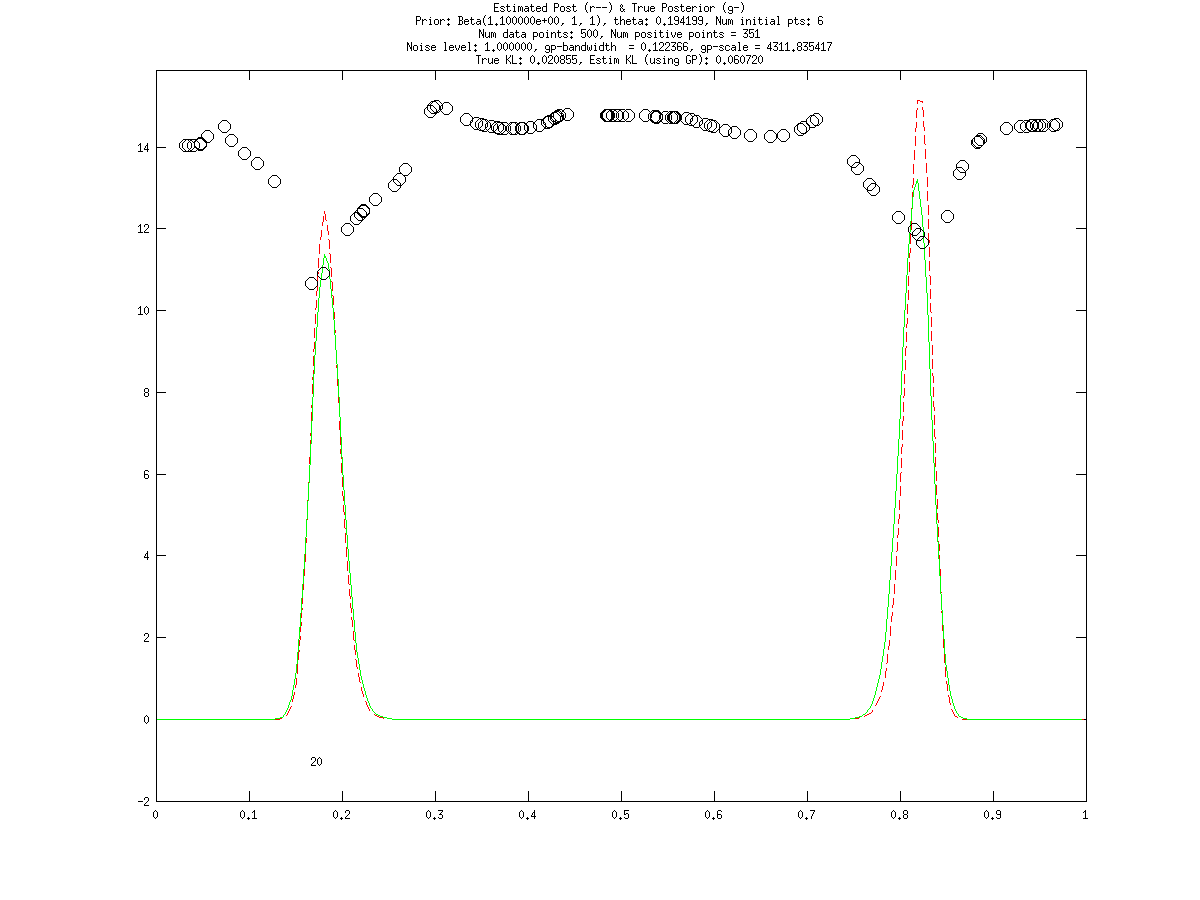 Estimated Post (r--) & True Posterior (g-)
Prior: Beta(1.100000e+00, 1, 1), theta: 0.194199, Num initial pts: 6
Num data points: 500, Num positive points = 351
Noise level: 1.000000, gp-bandwidth  = 0.122366, gp-scale = 4311.835417
True KL: 0.020855, Estim KL (using GP): 0.060720
14
12
10
8
6
4
2
0
20
-2
0 0.1 0.2 0.3 0.4 0.5 0.6 0.7 0.8 0.9 1